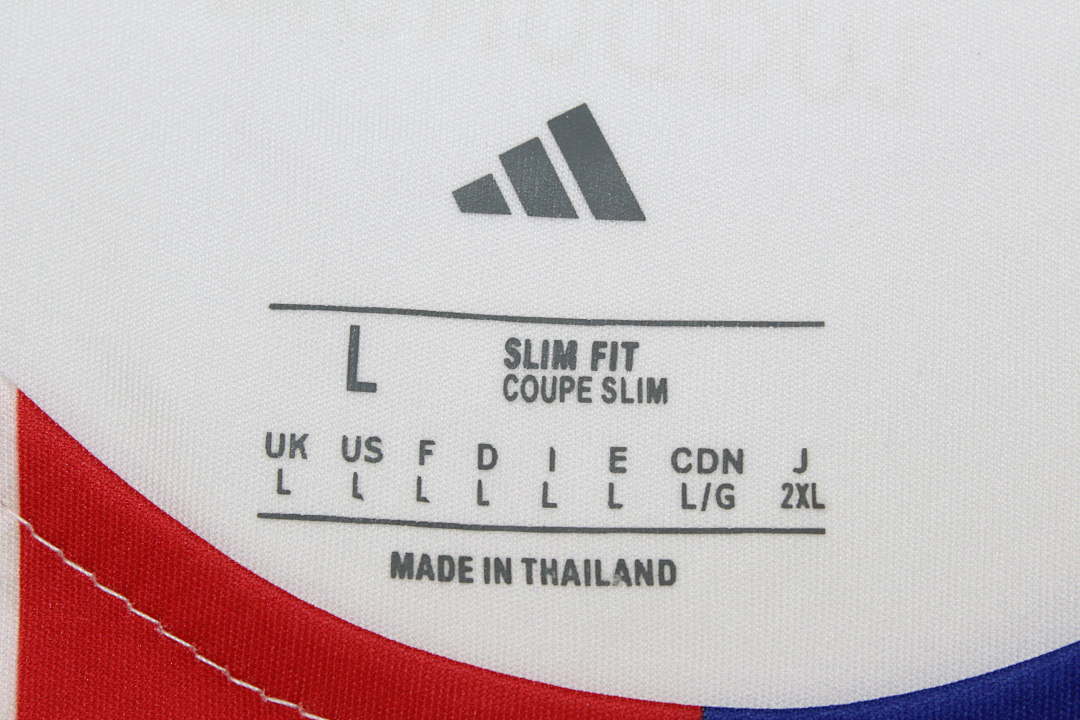 L
SLIM FIT
COUPE SLIM
UK US F D I E CDN J
L L L L L L L/G 2XL
MADE IN THAILAND